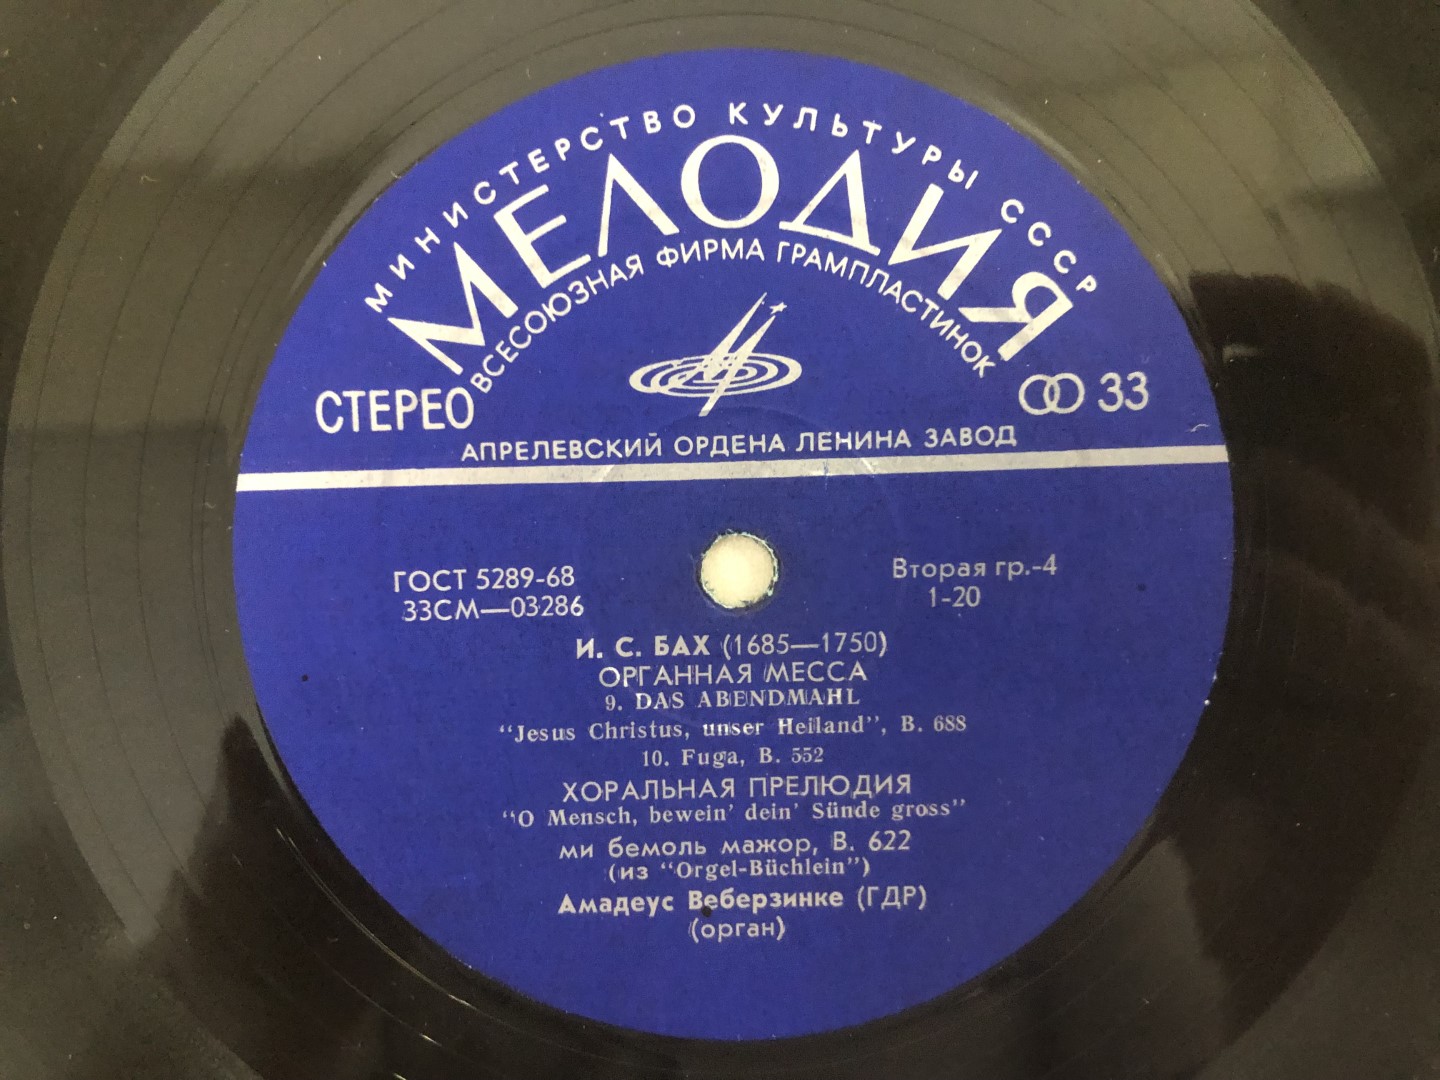 МИНИСТЕРСТВО КУЛЬТУРЫ СССР
МЕЛОДИЯ
ВСЕСОЮЗНАЯ ФИРМА ГРАМПЛАСТИНОК
СТЕРЕО
33
АПРЕЛЕВСКИЙ ОРДЕНА ЛЕНИНА ЗАВОД
ГОСТ 5289-68
33СМ—03286
Вторая гр.-4
1-20
И. С. БАХ (1685—1750)
ОРГАННАЯ МЕССА
9. DAS ABENDMAHL
“Jesus Christus, unser Heiland”, B. 688
10. Fuga, B. 552
ХОРАЛЬНАЯ ПРЕЛЮДИЯ
“O Mensch, bewein’ dein’ Sünde gross”
ми бемоль мажор, В. 622
(из “Orgel-Büchlein”)
Амадеус Веберзинке (ГДР)
(орган)